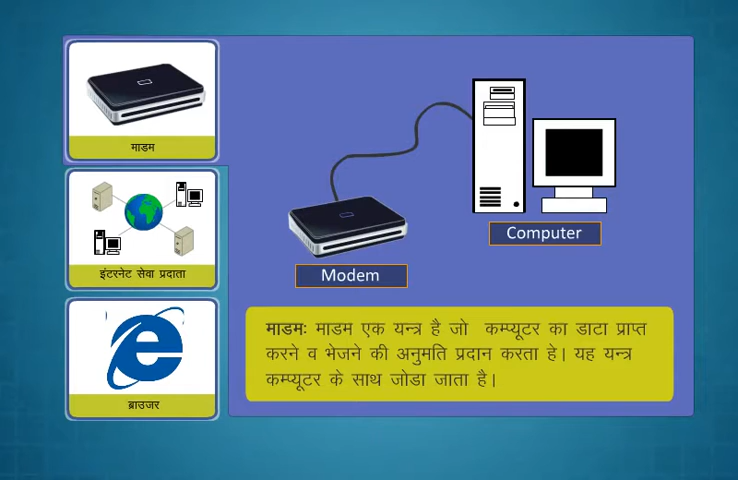 माडम
इंटरनेट सेवा प्रदाता
ब्राउजर
Modem
Computer
माडमः माडम एक यन्त्र है जो कम्प्यूटर का डाटा प्राप्त
करने व भेजने की अनुमति प्रदान करता हे। यह यन्त्र
कम्प्यूटर के साथ जोडा जाता है।